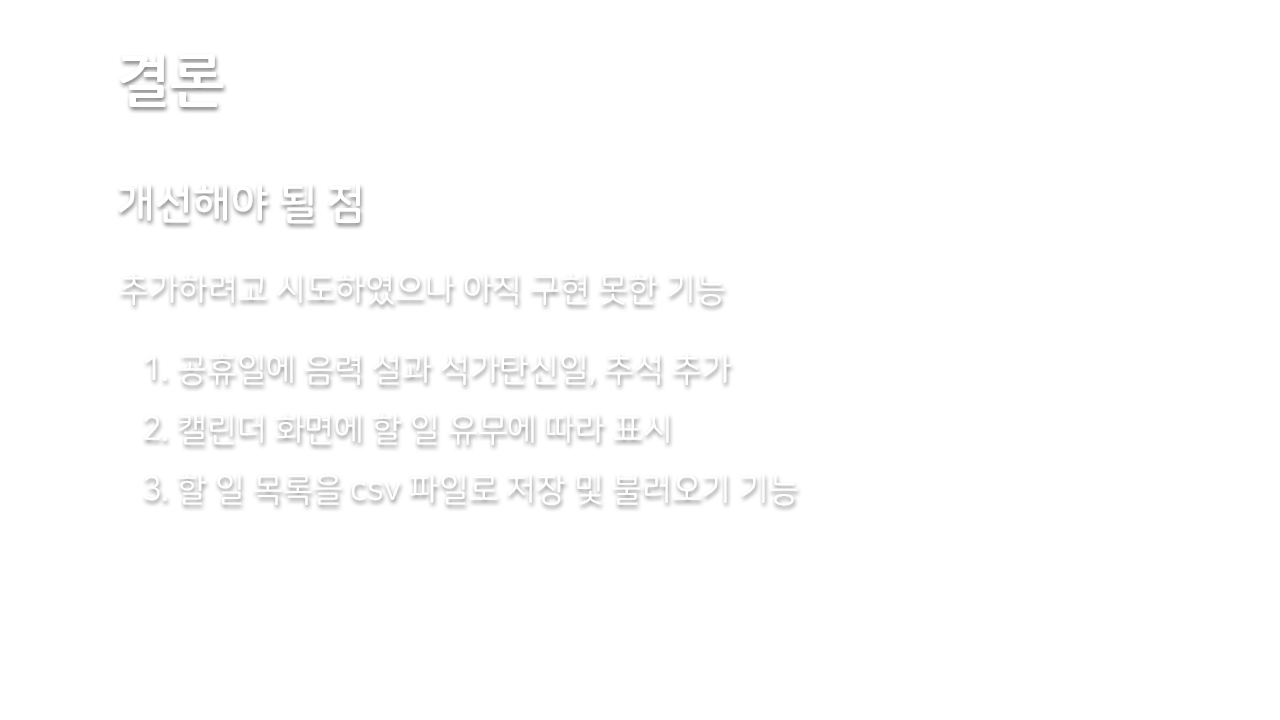 결론
개선해야 될 점
추가하려고 시도하였으나 아직 구현 못한 기능
1. 공휴일에 음력 설과 석가탄신일, 추석 추가
2. 캘린더 화면에 할 일 유무에 따라 표시
3. 할 일 목록을 csv 파일로 저장 및 불러오기 기능